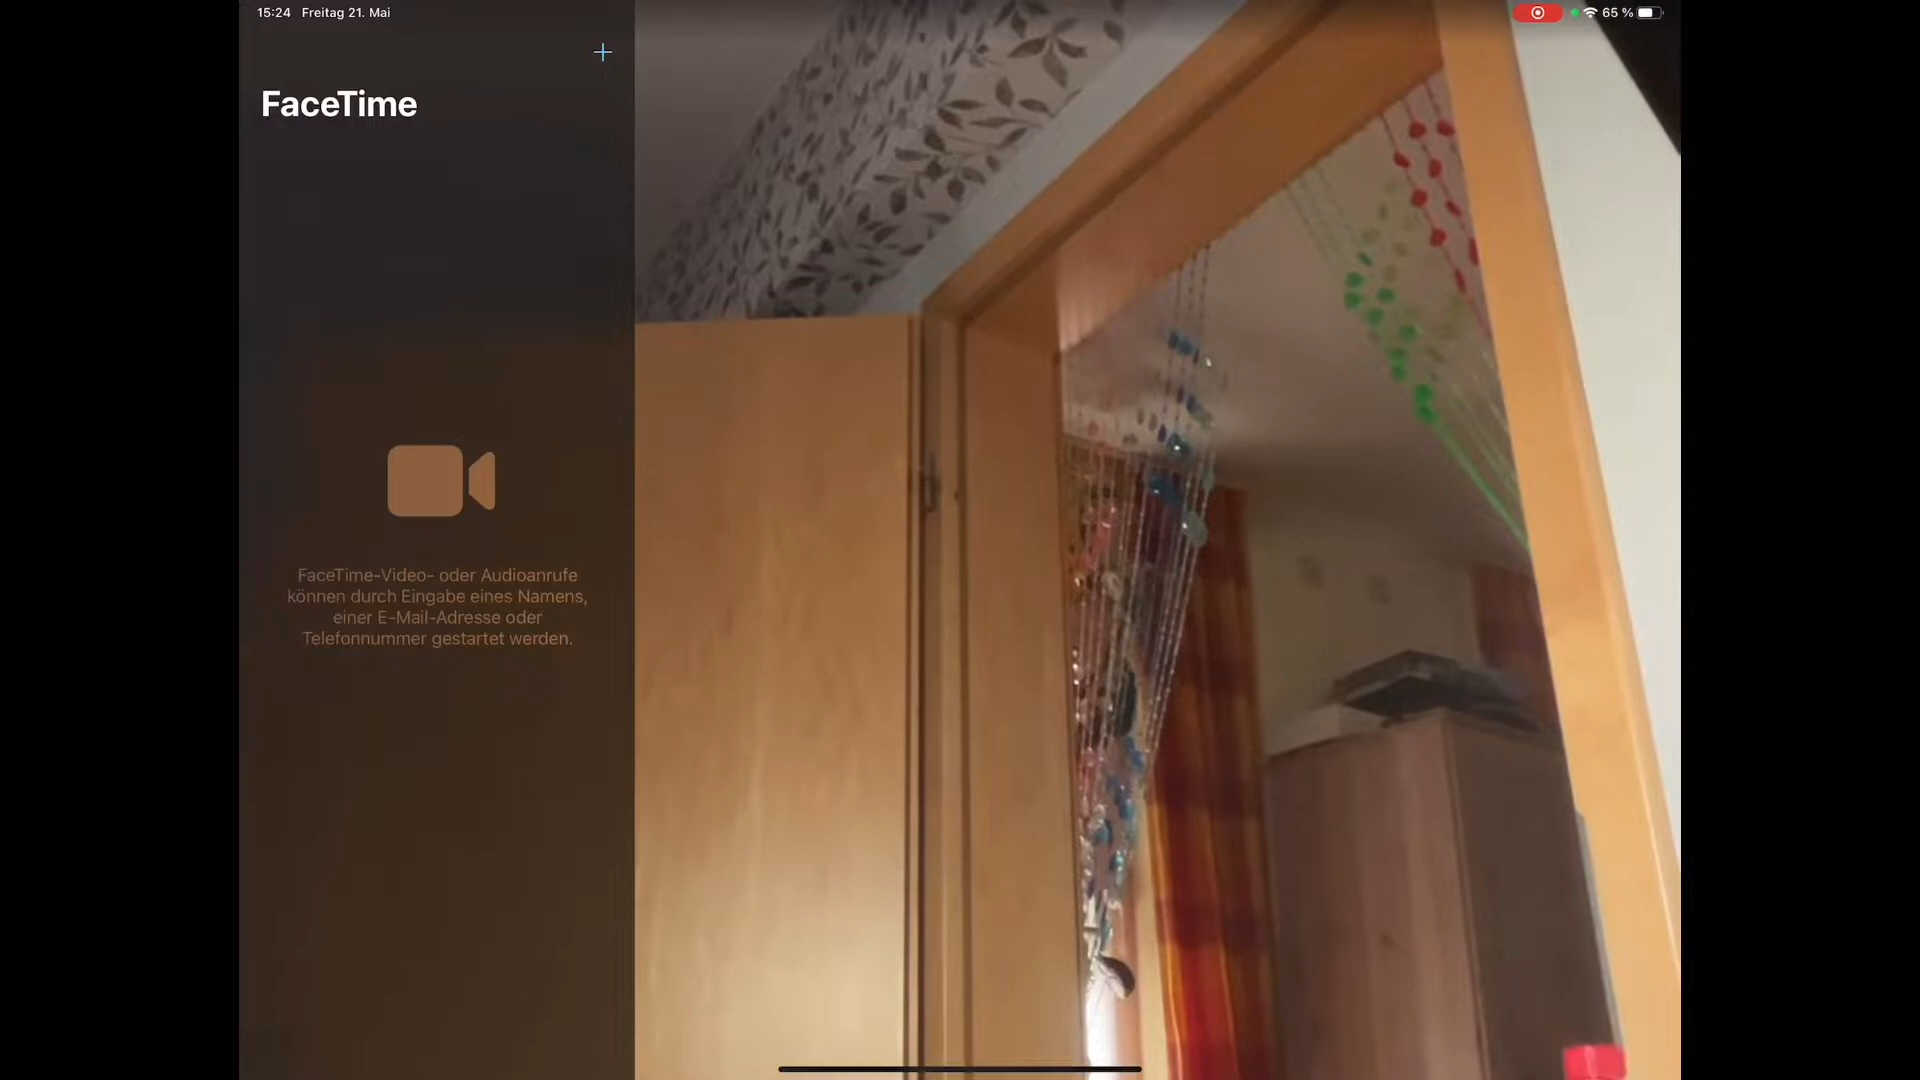 15:24 Freitag 21. Mai
65 %
FaceTime
FaceTime-Video- oder Audioanrufe
können durch Eingabe eines Namens,
einer E-Mail-Adresse oder
Telefonnummer gestartet werden.